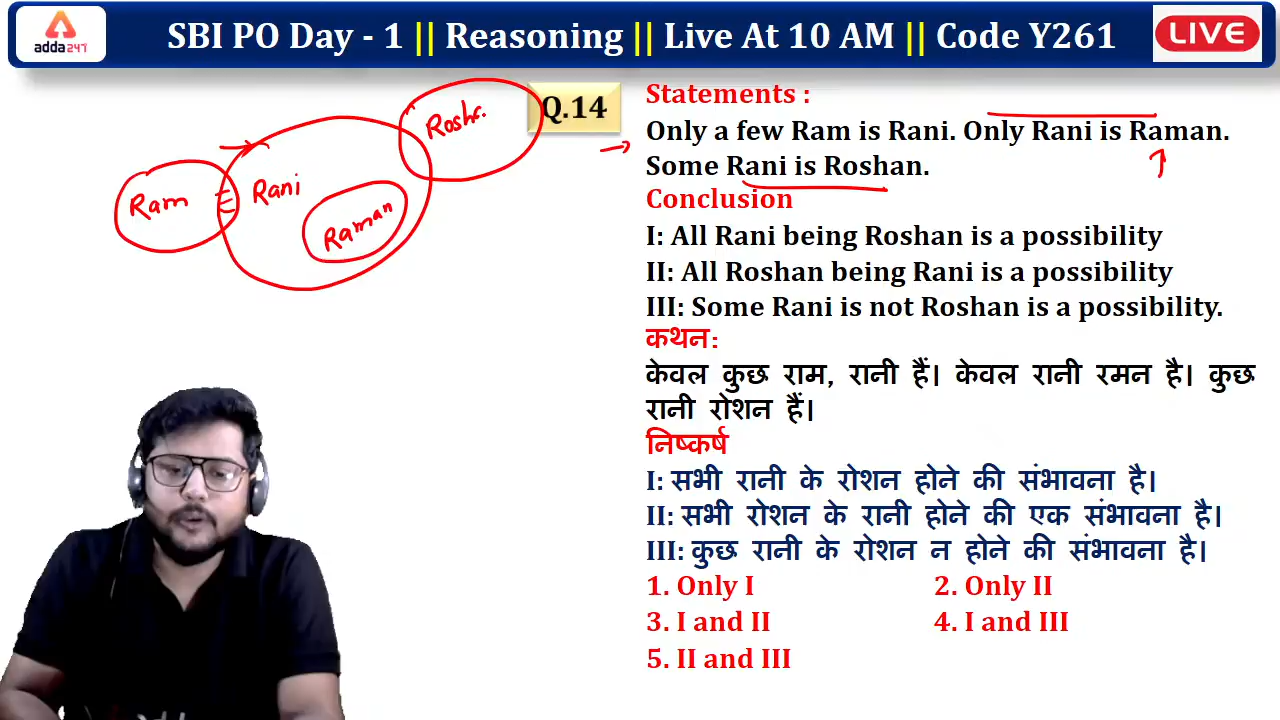 adda247
SBI PO Day - 1 || Reasoning || Live At 10 AM || Code Y261
LIVE
Q.14
Ram
Rani
Raman
Statements :
Only a few Ram is Rani. Only Rani is Raman.
Some Rani is Roshan.
Conclusion
I: All Rani being Roshan is a possibility
II: All Roshan being Rani is a possibility
III: Some Rani is not Roshan is a possibility.
कथन:
केवल कुछ राम, रानी हैं। केवल रानी रमन है। कुछ
रानी रोशन हैं।
निष्कर्ष
I: सभी रानी के रोशन होने की संभावना है।
II: सभी रोशन के रानी होने की एक संभावना है।
III: कुछ रानी के रोशन न होने की संभावना है।
1. Only I
2. Only II
3. I and II
4. I and III
5. II and III